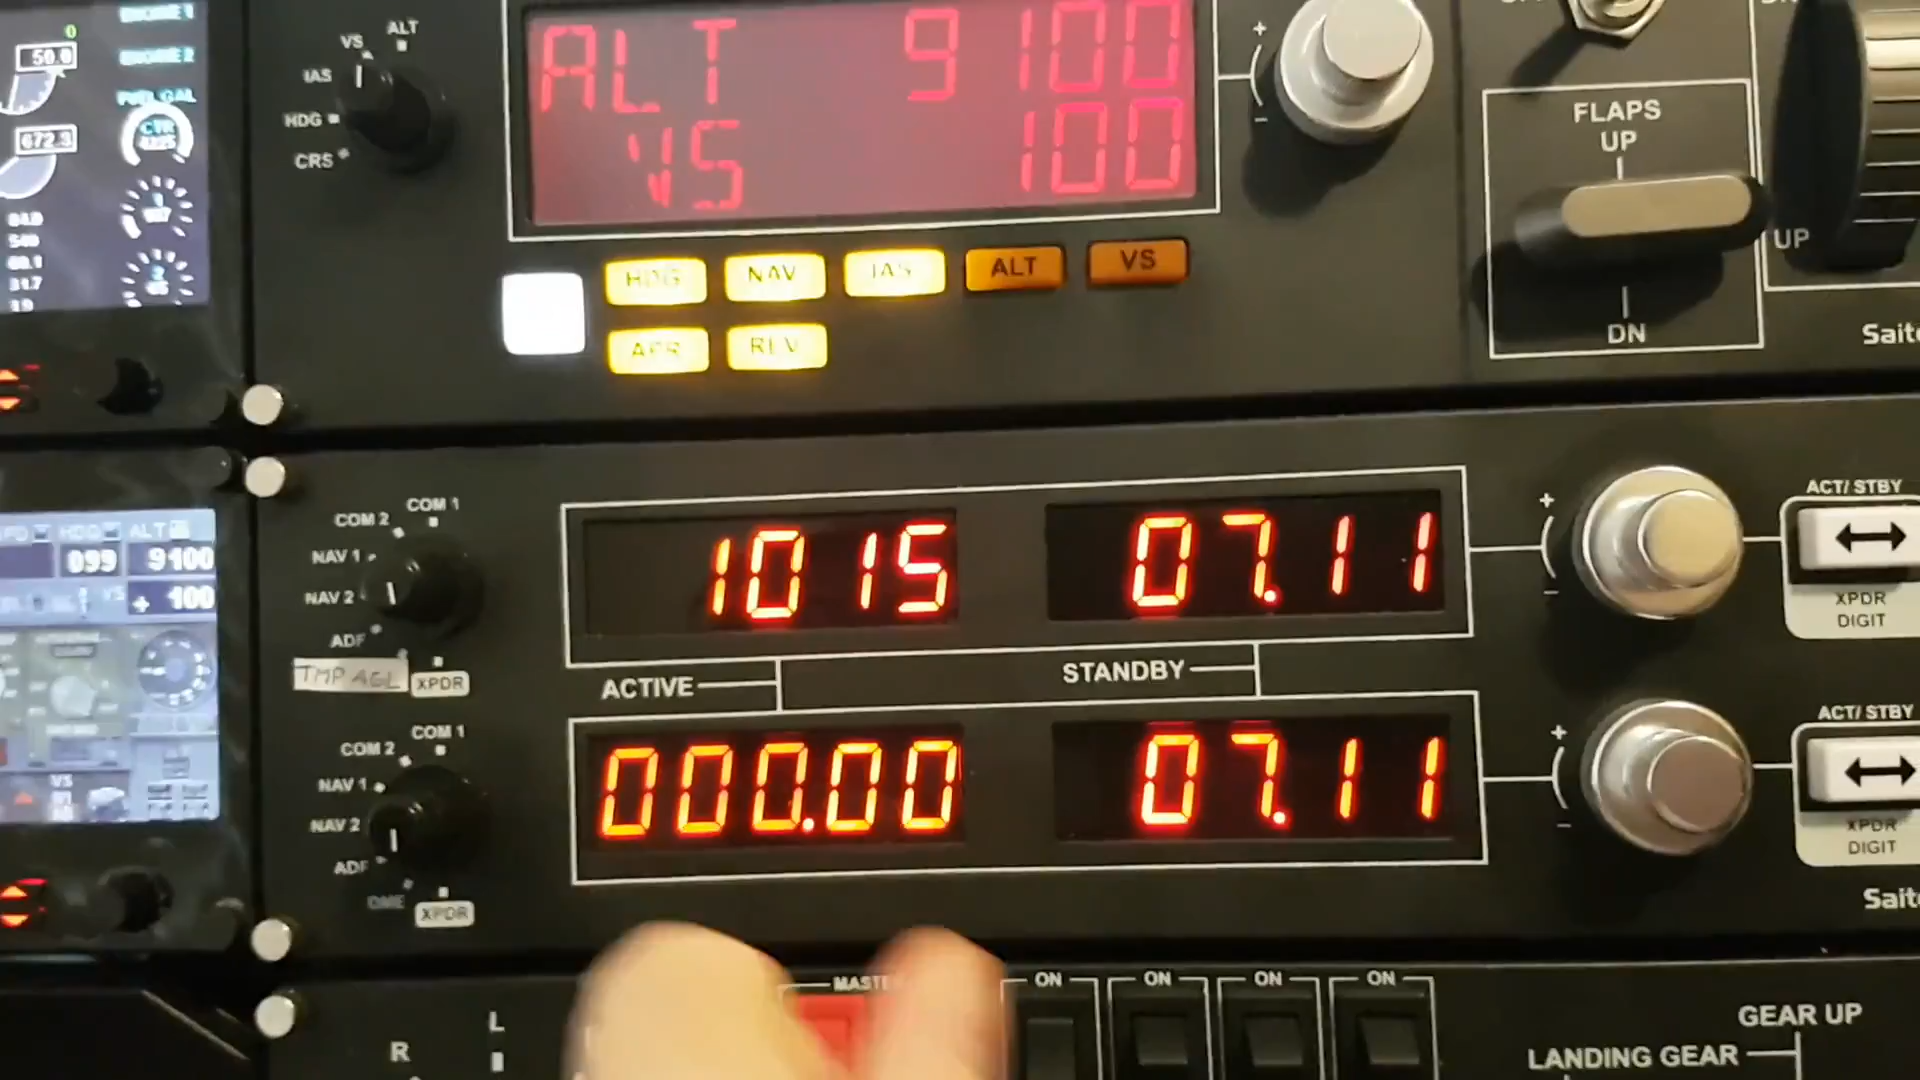 ENGINE 1
0
50.0
ENGINE 2
FUEL GAL
CTR
672.3
VS
ALT
IAS
HDG
CRS
ALT 9100
VS 100
+
−
HDG
NAV
IAS
ALT
VS
APR
REV
FLAPS
UP
DN
UP
Saite
HDG
ALT
099
9100
VS
+ 100
VS
COM 1
COM 2
NAV 1
NAV 2
ADF
TMP AGL
XPDR
1015
07.11
ACTIVE
STANDBY
+
−
ACT/ STBY
XPDR
DIGIT
COM 1
COM 2
NAV 1
NAV 2
ADF
DME
XPDR
000.00
07.11
+
−
ACT/ STBY
XPDR
DIGIT
Saite
L
R
MASTE
ON
ON
ON
ON
GEAR UP
LANDING GEAR